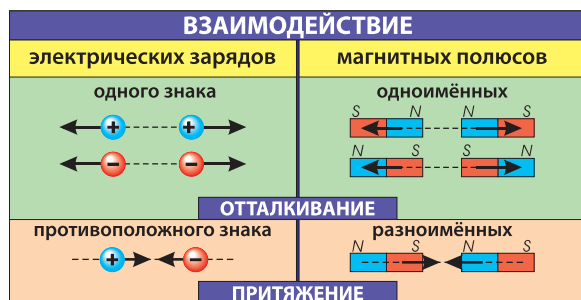 ВЗАИМОДЕЙСТВИЕ
электрических зарядов
магнитных полюсов
одного знака
одноимённых
S N N S
+ +
N S S N
− −
ОТТАЛКИВАНИЕ
противоположного знака
разноимённых
N S N S
+ −
ПРИТЯЖЕНИЕ